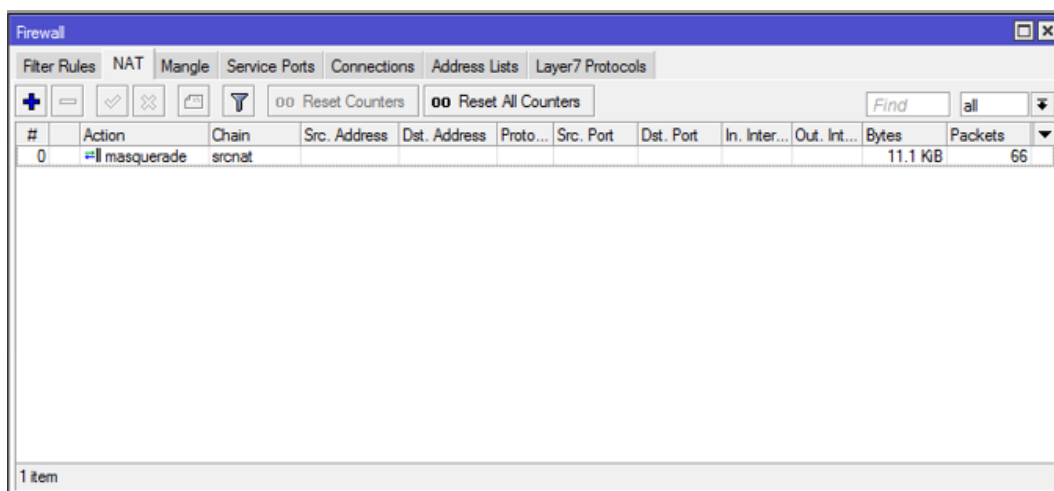 Firewall
Filter Rules NAT Mangle Service Ports Connections Address Lists Layer7 Protocols
00 Reset Counters 00 Reset All Counters Find all
# Action Chain Src. Address Dst. Address Proto... Src. Port Dst. Port In. Inter... Out. Int... Bytes Packets
0 masquerade srcnat 11.1 KiB 66
1 item